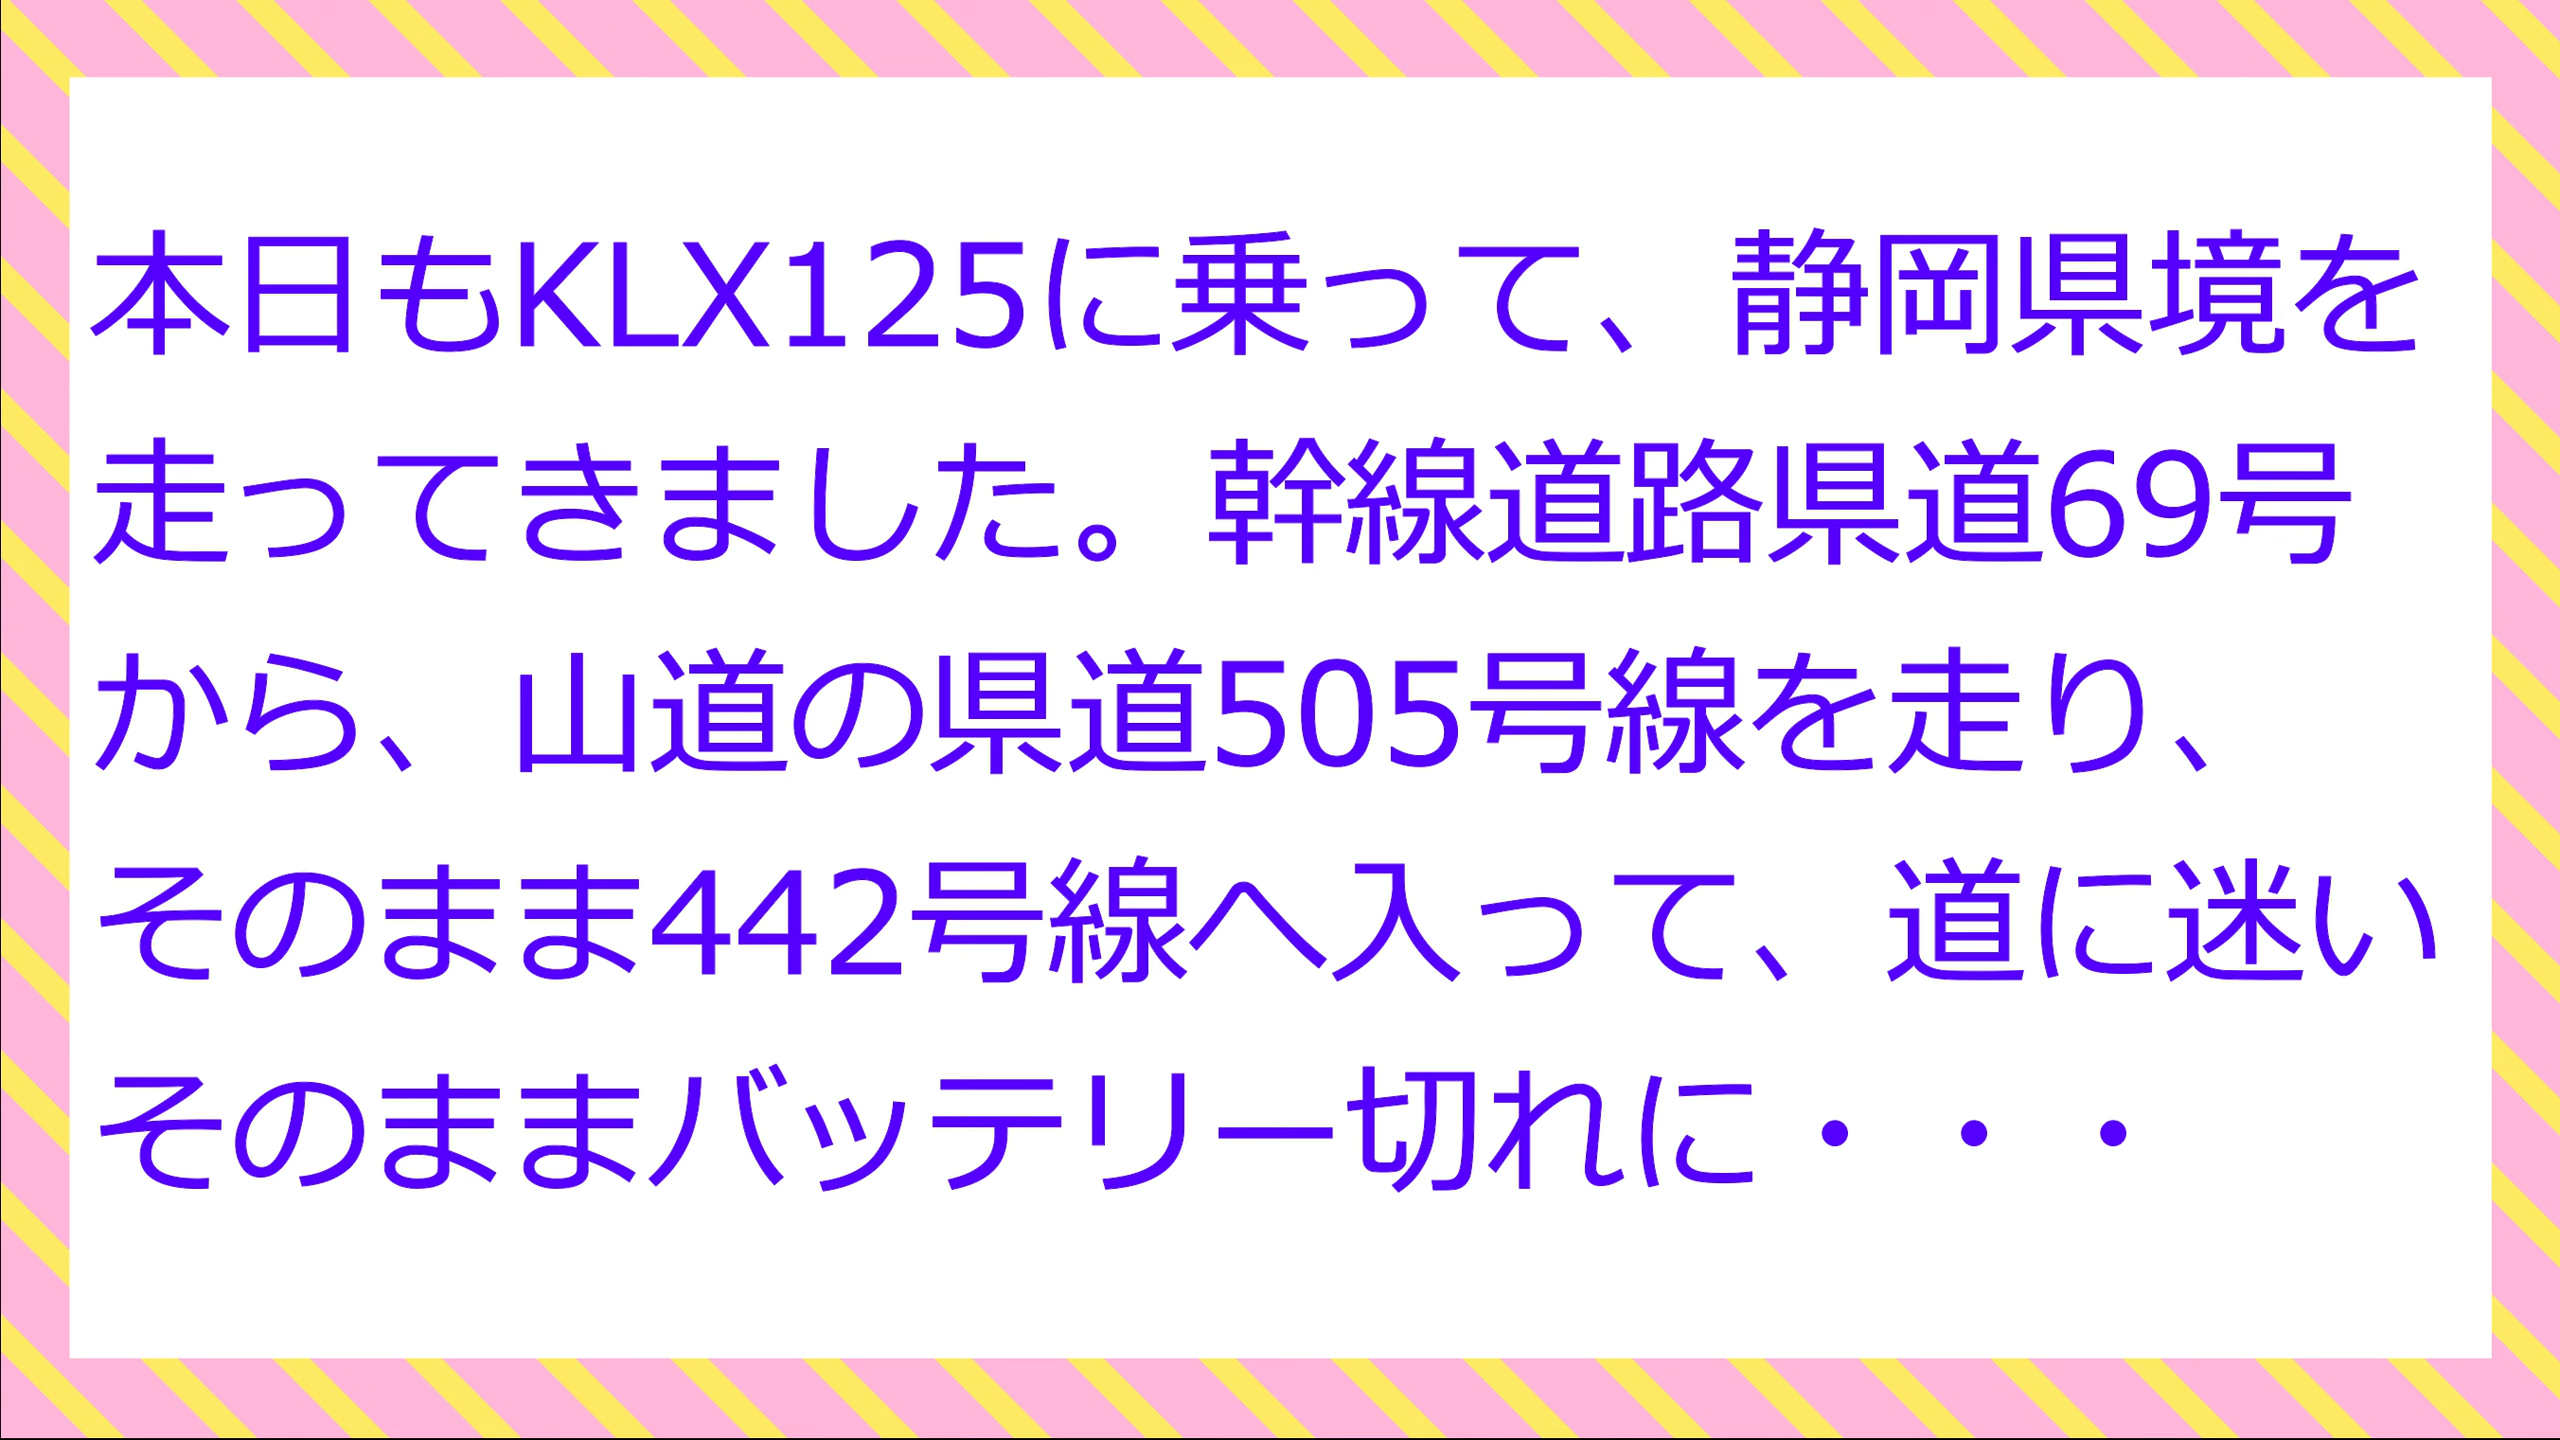 本日もKLX125に乗って、静岡県境を
走ってきました。幹線道路県道69号
から、山道の県道505号線を走り、
そのまま442号線へ入って、道に迷い
そのままバッテリー切れに・・・